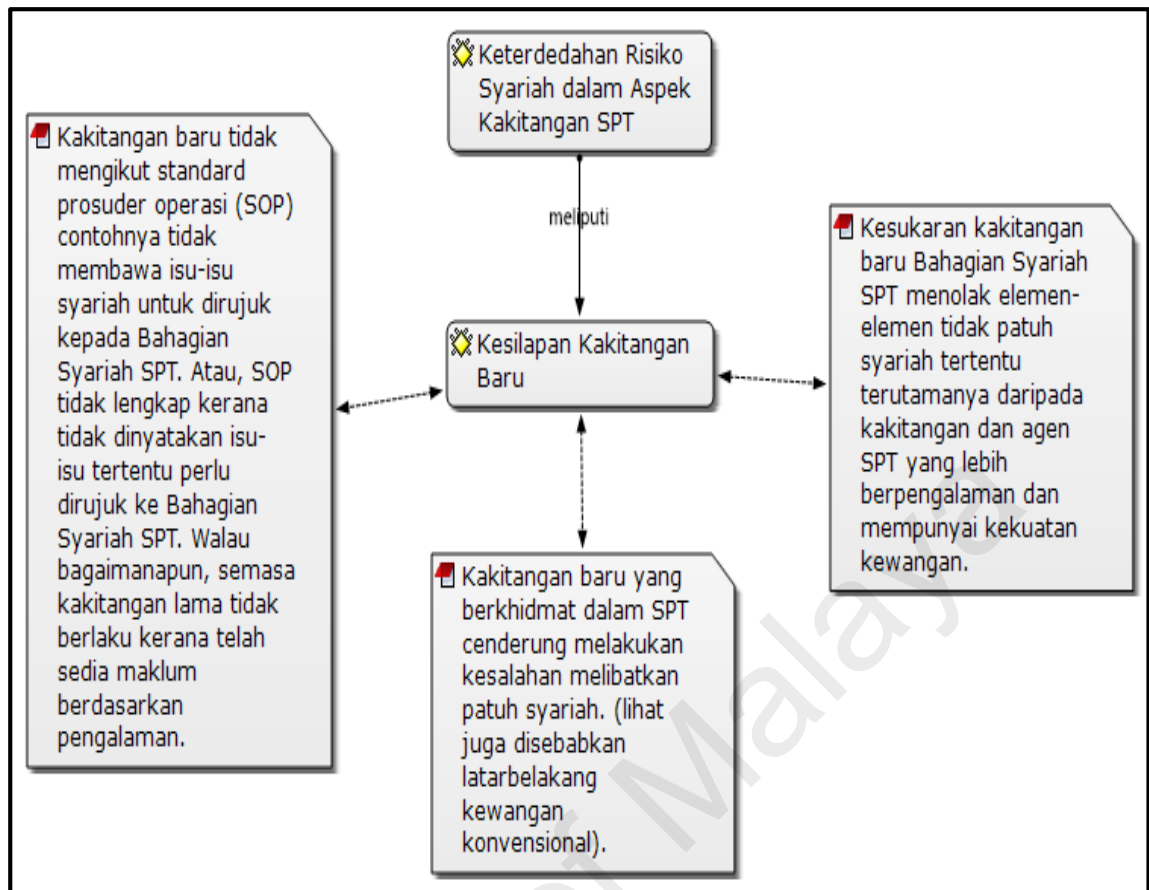 Keterdedahan Risiko
Syariah dalam Aspek
Kakitangan SPT
meliputi
Kakitangan baru tidak
mengikut standard
prosuder operasi (SOP)
contohnya tidak
membawa isu-isu
syariah untuk dirujuk
kepada Bahagian
Syariah SPT. Atau, SOP
tidak lengkap kerana
tidak dinyatakan isu-
isu tertentu perlu
dirujuk ke Bahagian
Syariah SPT. Walau
bagaimanapun, semasa
kakitangan lama tidak
berlaku kerana telah
sedia maklum
berdasarkan
pengalaman.
Kesilapan Kakitangan
Baru
Kesukaran kakitangan
baru Bahagian Syariah
SPT menolak elemen-
elemen tidak patuh
syariah tertentu
terutamanya daripada
kakitangan dan agen
SPT yang lebih
berpengalaman dan
mempunyai kekuatan
kewangan.
Kakitangan baru yang
berkhidmat dalam SPT
cenderung melakukan
kesalahan melibatkan
patuh syariah. (lihat
juga disebabkan
latarbelakang
kewangan
konvensional).
of Malaya